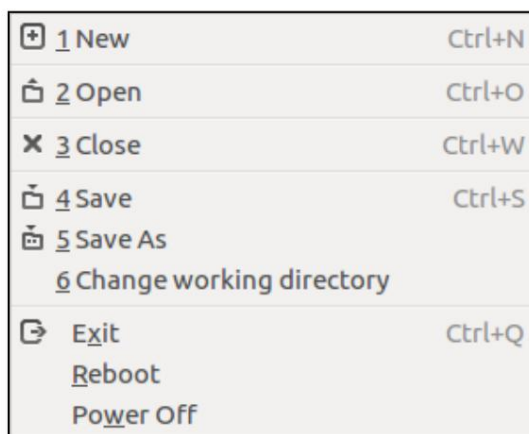 1 New Ctrl+N
2 Open Ctrl+O
3 Close Ctrl+W
4 Save Ctrl+S
5 Save As
6 Change working directory
Exit Ctrl+Q
Reboot
Power Off